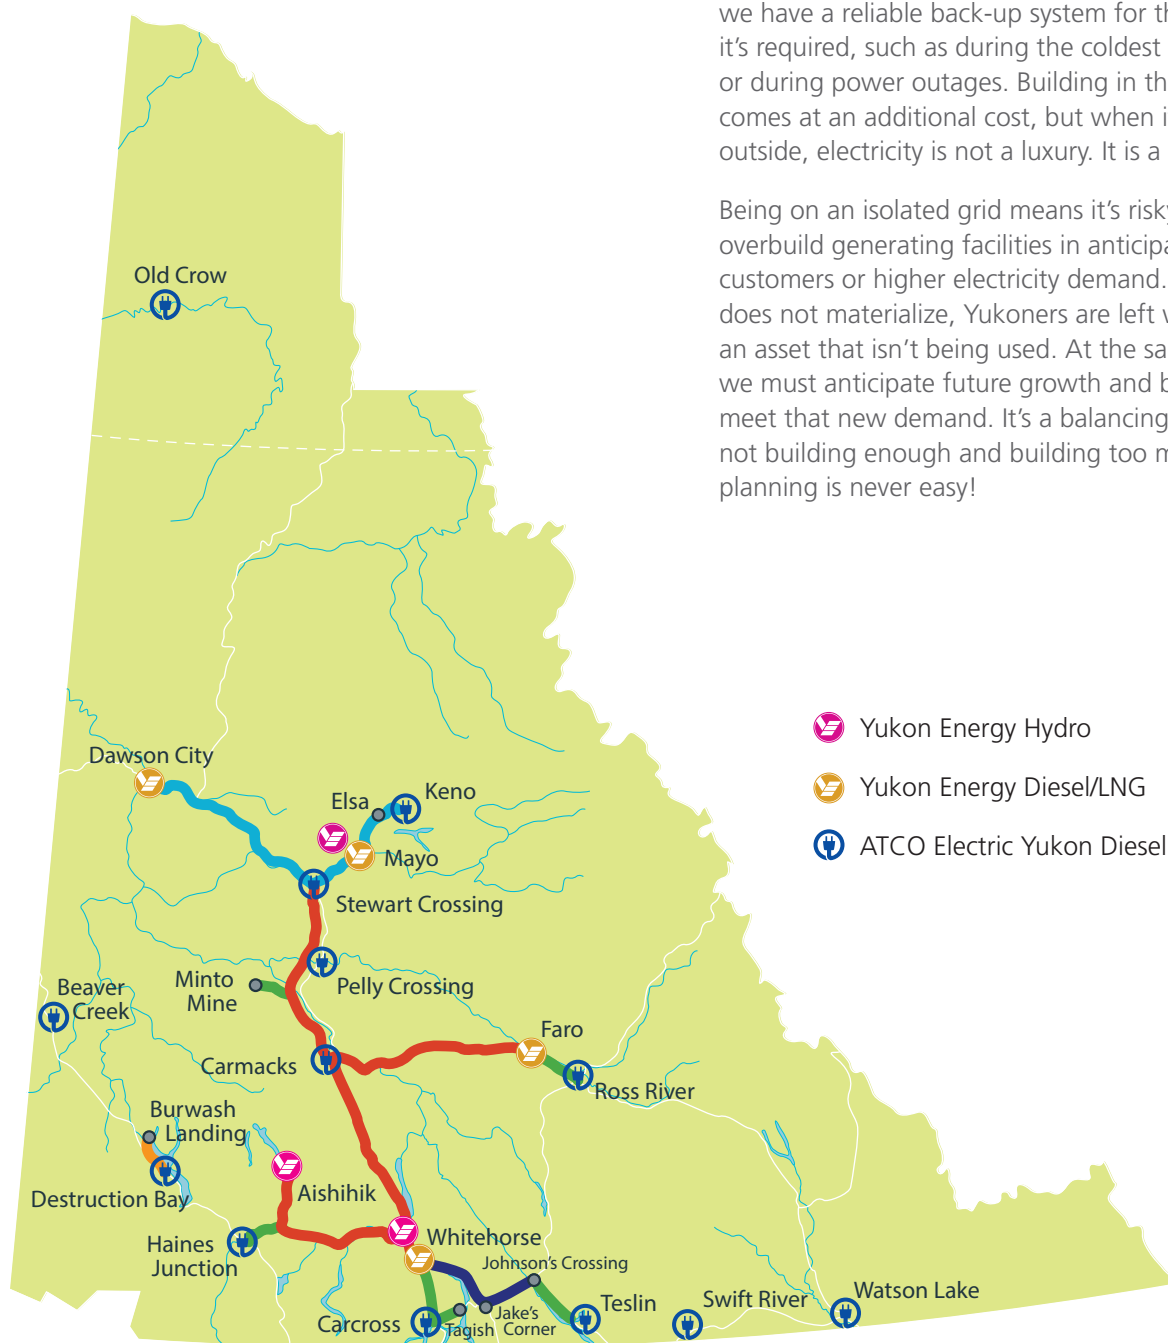 we have a reliable back-up system for
it's required, such as during the coldest
or during power outages. Building in
comes at an additional cost, but when
outside, electricity is not a luxury. It is a
Being on an isolated grid means it's risky
overbuild generating facilities in
customers or higher electricity demand.
does not materialize, Yukoners are left
an asset that isn't being used. At the
we must anticipate future growth and
meet that new demand. It's a balancing
not building enough and building too
planning is never easy!
Old Crow
Yukon Energy Hydro
Yukon Energy Diesel/LNG
ATCO Electric Yukon Diesel
Dawson City
Elsa
Keno
Mayo
Stewart Crossing
Pelly Crossing
Minto
Mine
Beaver
Creek
Faro
Carmacks
Ross River
Burwash
Landing
Destruction Bay
Aishihik
Haines
Junction
Whitehorse
Johnson's Crossing
Carcross
Tagish
Jake's
Corner
Teslin
Swift River
Watson Lake